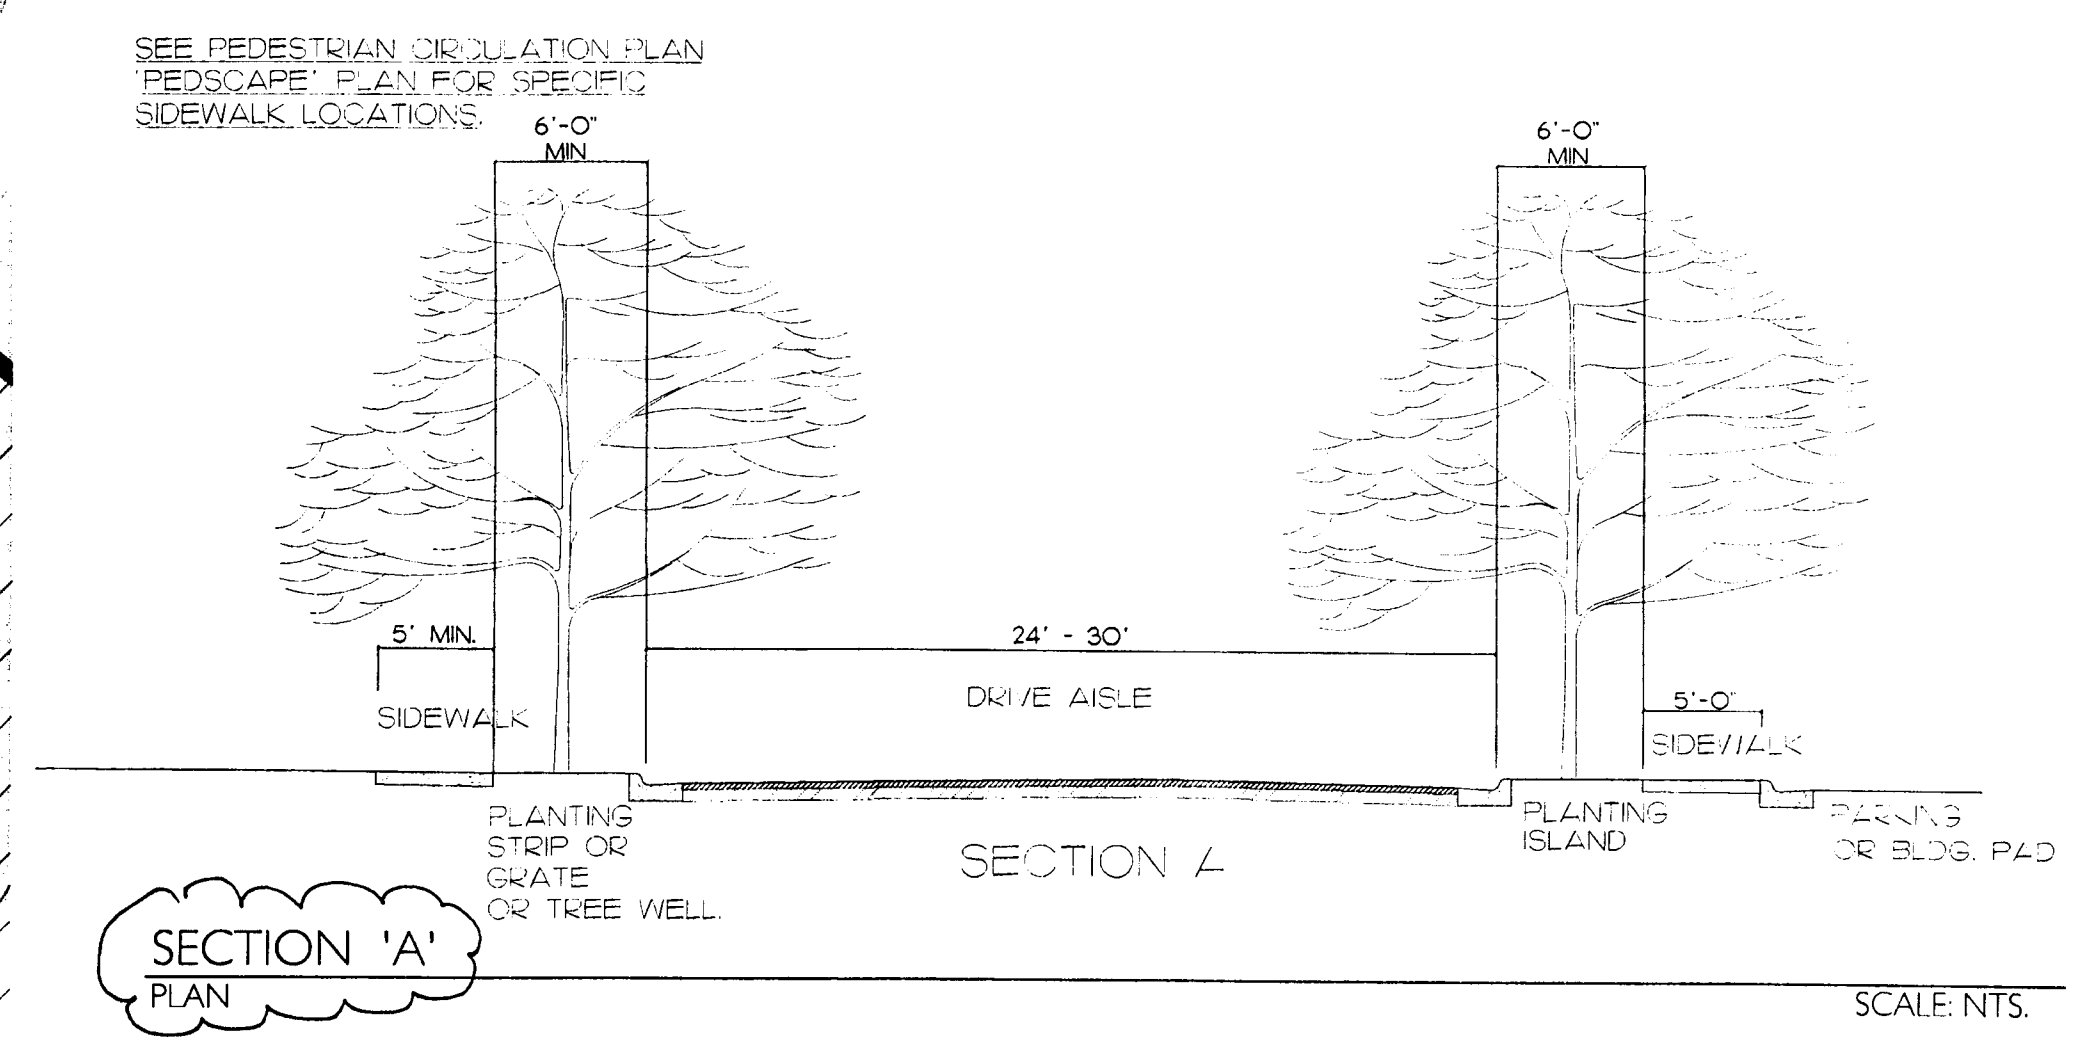 SEE PEDESTRIAN CIRCULATION PLAN
'PEDSCAPE' PLAN FOR SPECIFIC
SIDEWALK LOCATIONS.
6'-0"
MIN
6'-0"
MIN
5' MIN.
24' - 30'
DRIVE AISLE
SIDEWALK
5'-0"
SIDEWALK
PLANTING
STRIP OR
GRATE
OR TREE WELL.
SECTION A
PLANTING
ISLAND
PARKING
OR BLDG. PAD
SECTION 'A'
PLAN
SCALE: NTS.